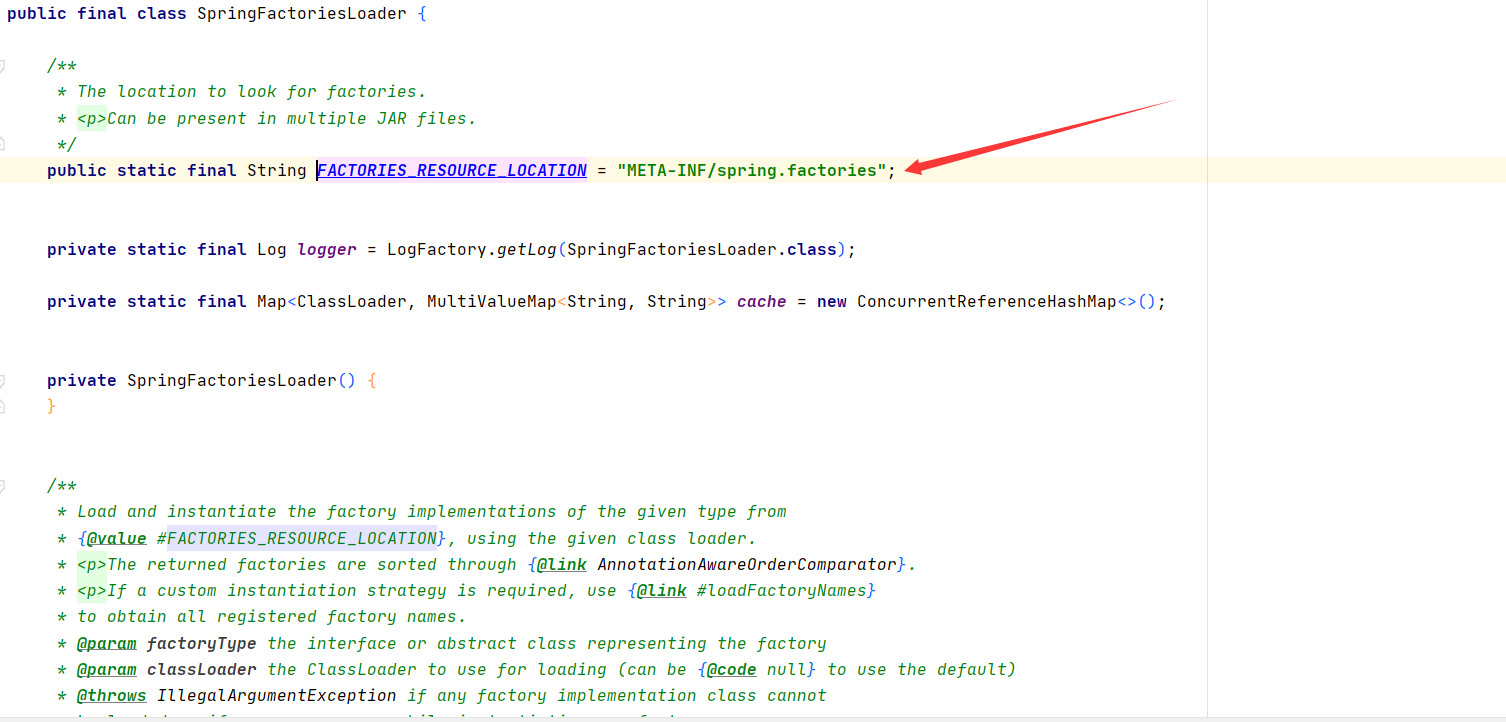 public final class SpringFactoriesLoader {
/**
* The location to look for factories.
* <p>Can be present in multiple JAR files.
*/
public static final String FACTORIES_RESOURCE_LOCATION = "META-INF/spring.factories";
private static final Log logger = LogFactory.getLog(SpringFactoriesLoader.class);
private static final Map<ClassLoader, MultiValueMap<String, String>> cache = new ConcurrentReferenceHashMap<>();
private SpringFactoriesLoader() {
}
/**
* Load and instantiate the factory implementations of the given type from
* {@value #FACTORIES_RESOURCE_LOCATION}, using the given class loader.
* <p>The returned factories are sorted through {@link AnnotationAwareOrderComparator}.
* <p>If a custom instantiation strategy is required, use {@link #loadFactoryNames}
* to obtain all registered factory names.
* @param factoryType the interface or abstract class representing the factory
* @param classLoader the ClassLoader to use for loading (can be {@code null} to use the default)
* @throws IllegalArgumentException if any factory implementation class cannot